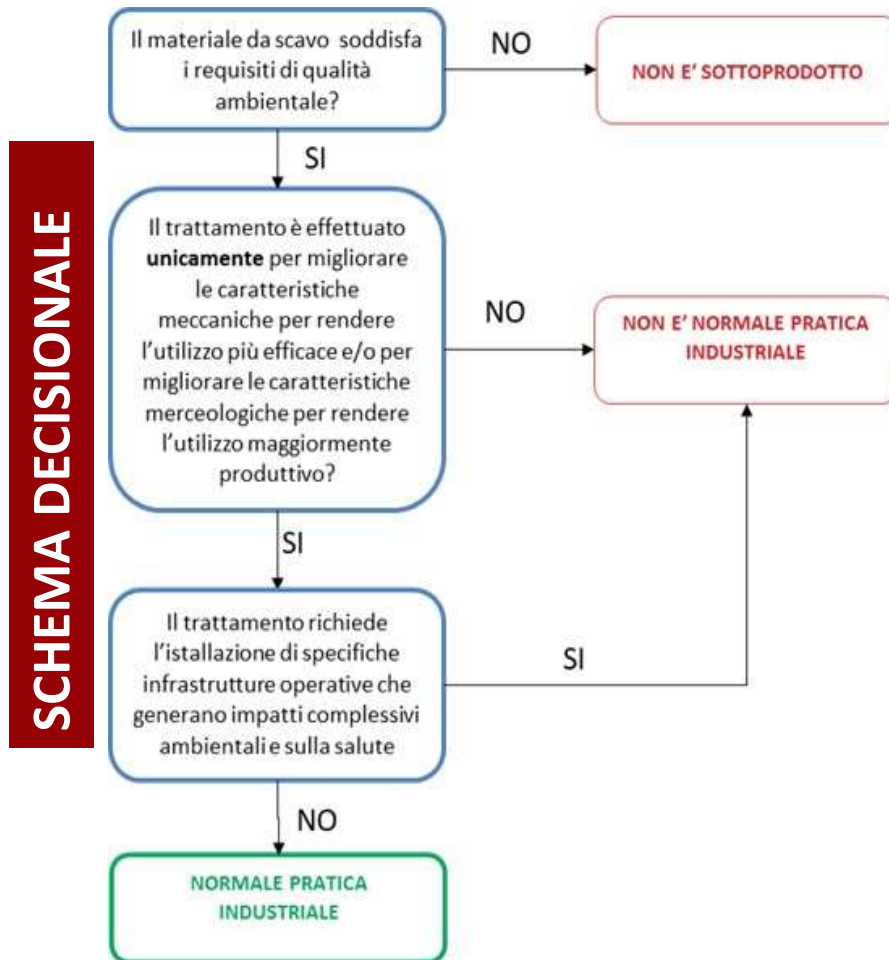 SCHEMA DECISIONALE
Il materiale da scavo soddisfa
i requisiti di qualità
ambientale?
NO
NON E' SOTTOPRODOTTO
SI
Il trattamento è effettuato
unicamente per migliorare
le caratteristiche
meccaniche per rendere
l'utilizzo più efficace e/o per
migliorare le caratteristiche
merceologiche per rendere
l'utilizzo maggiormente
produttivo?
NO
NON E' NORMALE PRATICA
INDUSTRIALE
SI
Il trattamento richiede
l'istallazione di specifiche
infrastrutture operative che
generano impatti complessivi
ambientali e sulla salute
SI
NO
NORMALE PRATICA
INDUSTRIALE